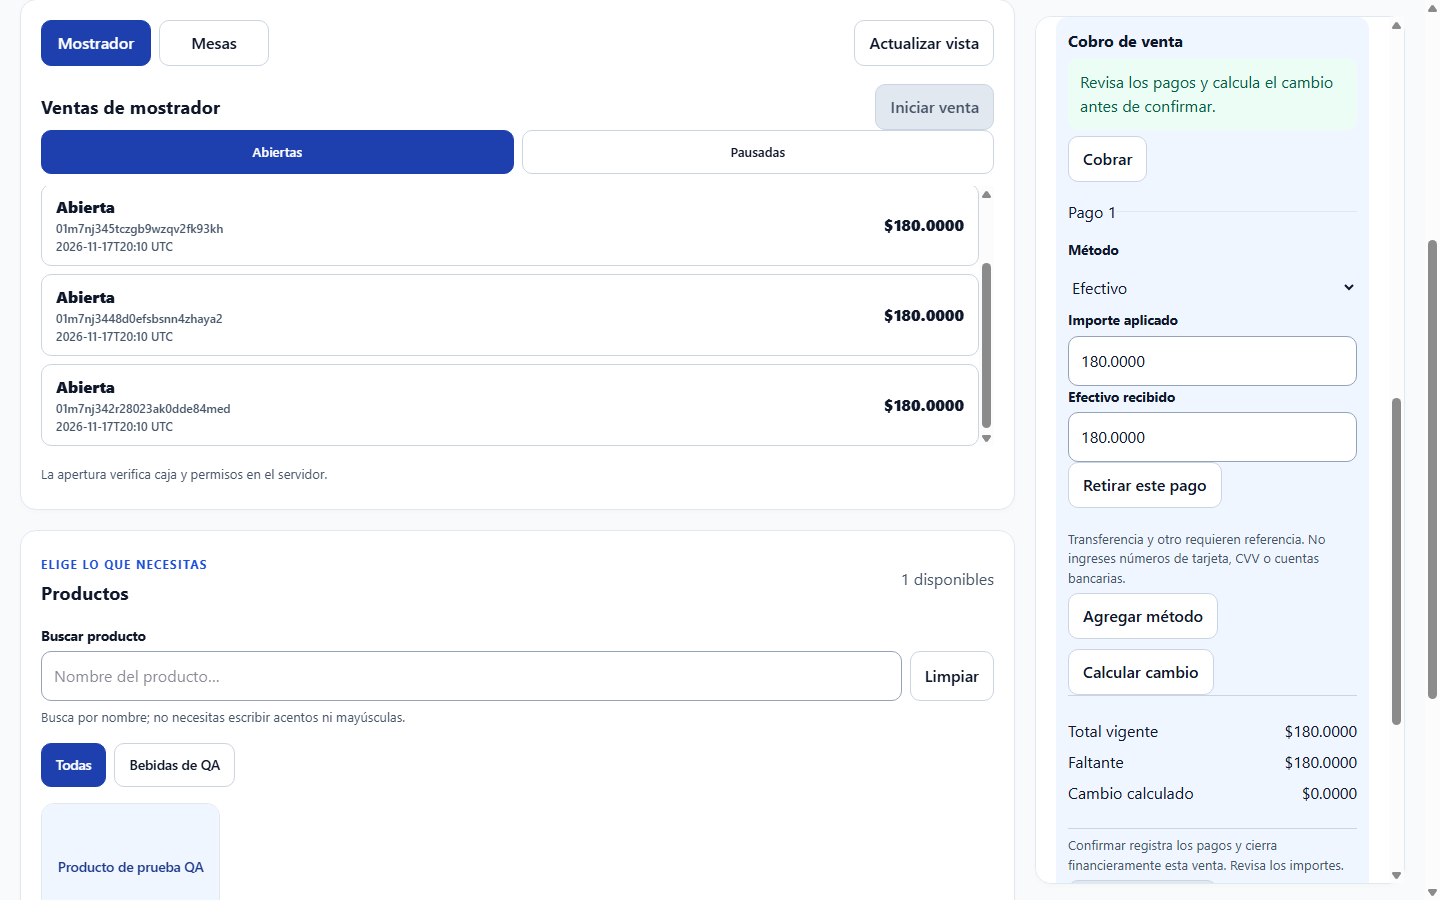 Mostrador
Mesas
Actualizar vista
Ventas de mostrador
Iniciar venta
Abiertas
Pausadas
Abierta
01m7nj345tczgb9wzqv2fk93kh
2026-11-17T20:10 UTC
$180.0000
Abierta
01m7nj3448d0efsbsnn4zhaya2
2026-11-17T20:10 UTC
$180.0000
Abierta
01m7nj342r28023ak0dde84med
2026-11-17T20:10 UTC
$180.0000
La apertura verifica caja y permisos en el servidor.
ELIGE LO QUE NECESITAS
Productos
1 disponibles
Buscar producto
Nombre del producto...
Limpiar
Busca por nombre; no necesitas escribir acentos ni mayúsculas.
Todas
Bebidas de QA
Producto de prueba QA
Cobro de venta
Revisa los pagos y calcula el cambio
antes de confirmar.
Cobrar
Pago 1
Método
Efectivo
Importe aplicado
180.0000
Efectivo recibido
180.0000
Retirar este pago
Transferencia y otro requieren referencia. No
ingreses números de tarjeta, CVV o cuentas
bancarias.
Agregar método
Calcular cambio
Total vigente
$180.0000
Faltante
$180.0000
Cambio calculado
$0.0000
Confirmar registra los pagos y cierra
financieramente esta venta. Revisa los importes.